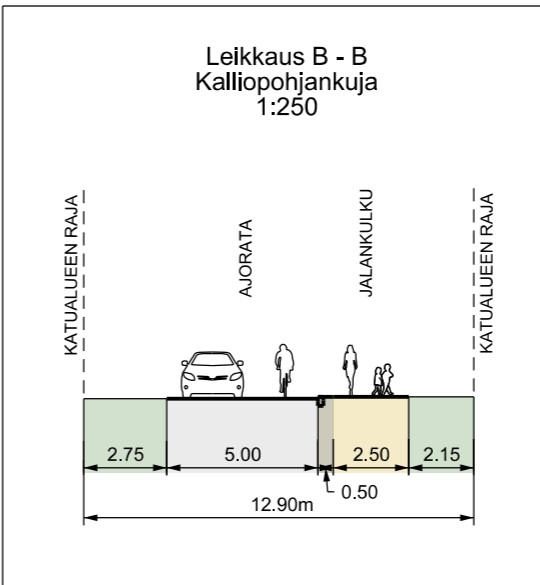 Leikkaus B - B
Kalliopohjankuja
1:250
KATUALUEEN RAJA
AJORATA
JALANKULKU
KATUALUEEN RAJA
2.75
5.00
2.50
2.15
0.50
12.90m